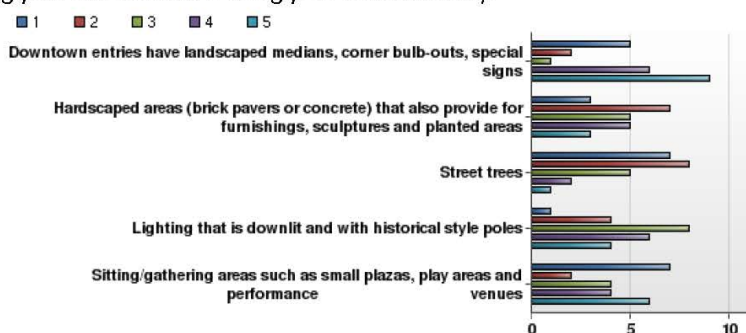 1 2 3 4 5
Downtown entries have landscaped medians, corner bulb-outs, special
signs
Hardscaped areas (brick pavers or concrete) that also provide for
furnishings, sculptures and planted areas
Street trees
Lighting that is downlit and with historical style poles
Sitting/gathering areas such as small plazas, play areas and
performance venues
0 5 10